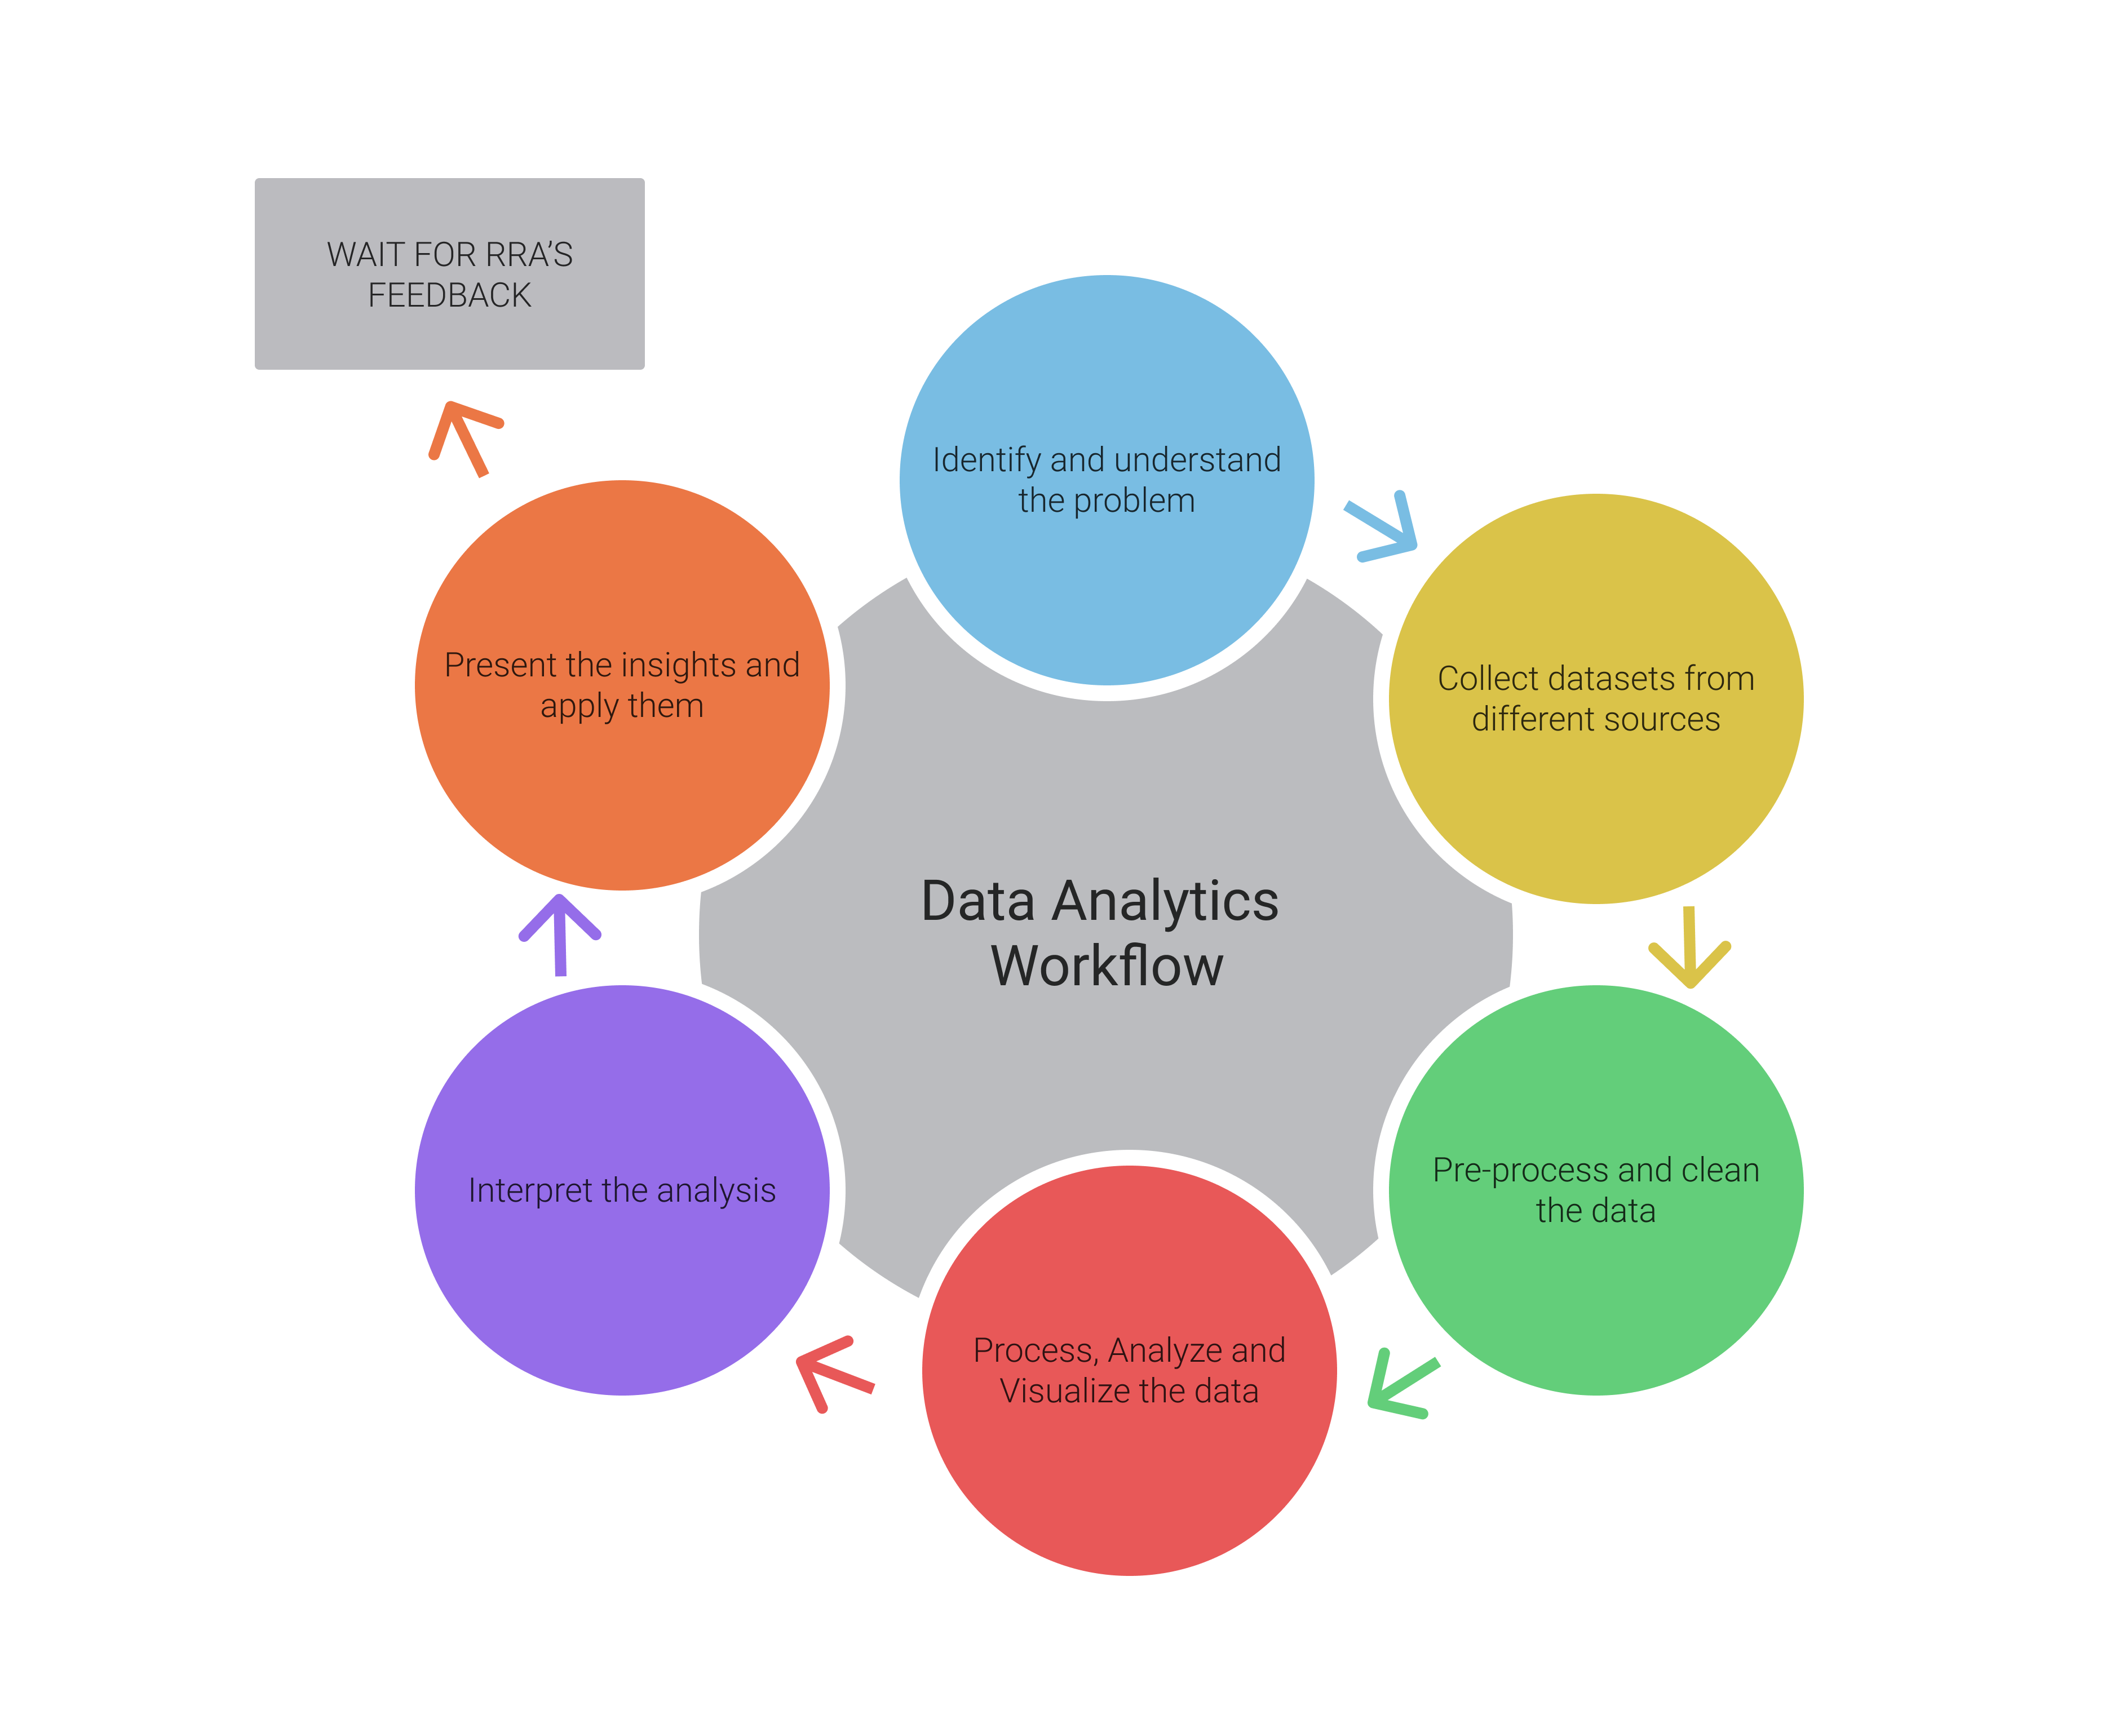 WAIT FOR RRA'S
FEEDBACK
Identify and understand
the problem
Collect datasets from
different sources
Pre-process and clean
the data
Process, Analyze and
Visualize the data
Interpret the analysis
Present the insights and
apply them
Data Analytics
Workflow